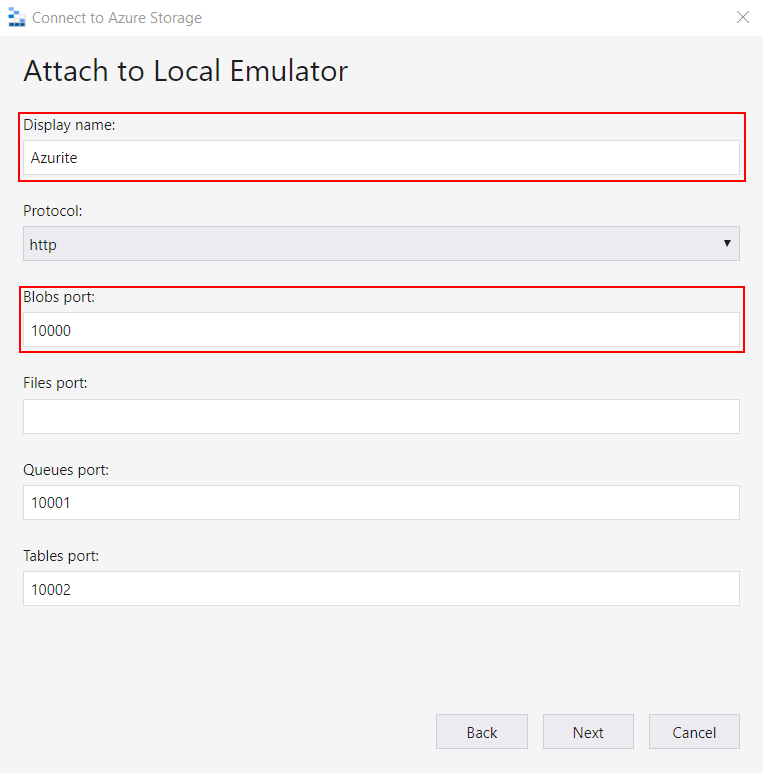 Connect to Azure Storage
Attach to Local Emulator
Display name:
Azurite
Protocol:
http
Blobs port:
10000
Files port:
Queues port:
10001
Tables port:
10002
Back Next Cancel